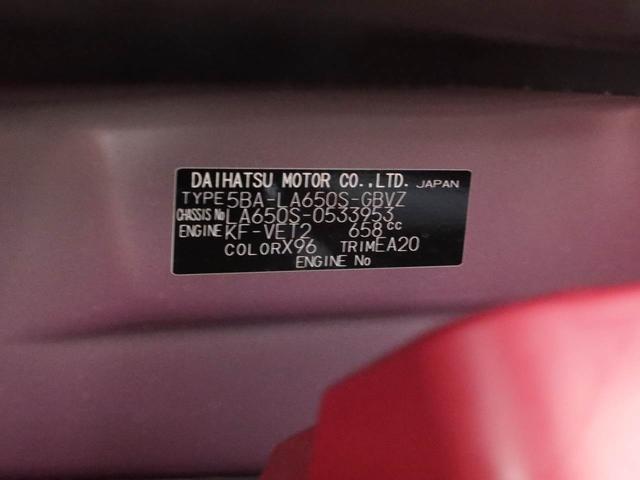 DAIHATSU MOTOR CO.,LTD. JAPAN
TYPE 5BA-LA650S-GBVZ
CHASSIS No LA650S-0533953
ENGINE KF-VET2 658cc
COLOR X96 TRIM EA20
ENGINE No